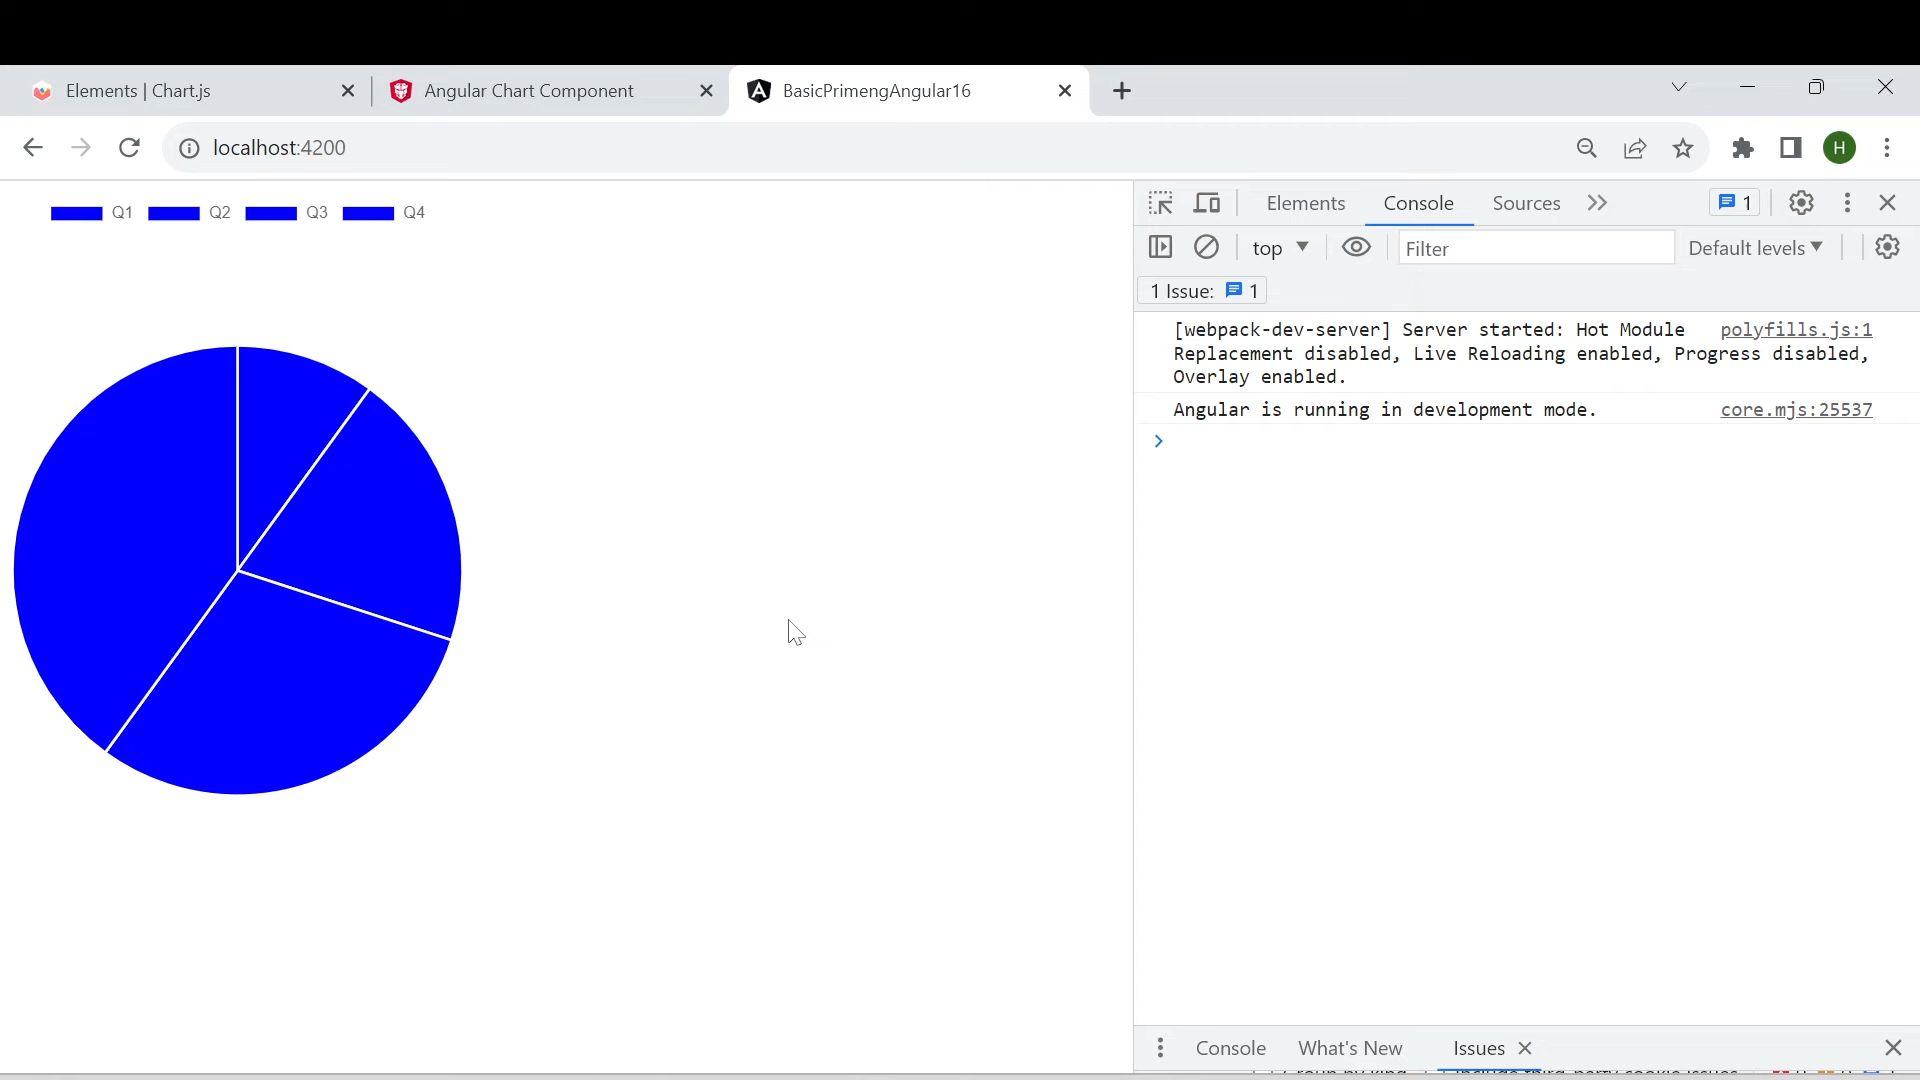 Elements | Chart.js
Angular Chart Component
BasicPrimengAngular16
localhost:4200
H
Q1 Q2 Q3 Q4
Elements Console Sources 1
top Filter Default levels
1 Issue: 1
[webpack-dev-server] Server started: Hot Module polyfills.js:1
Replacement disabled, Live Reloading enabled, Progress disabled,
Overlay enabled.
Angular is running in development mode. core.mjs:25537
Console What's New Issues